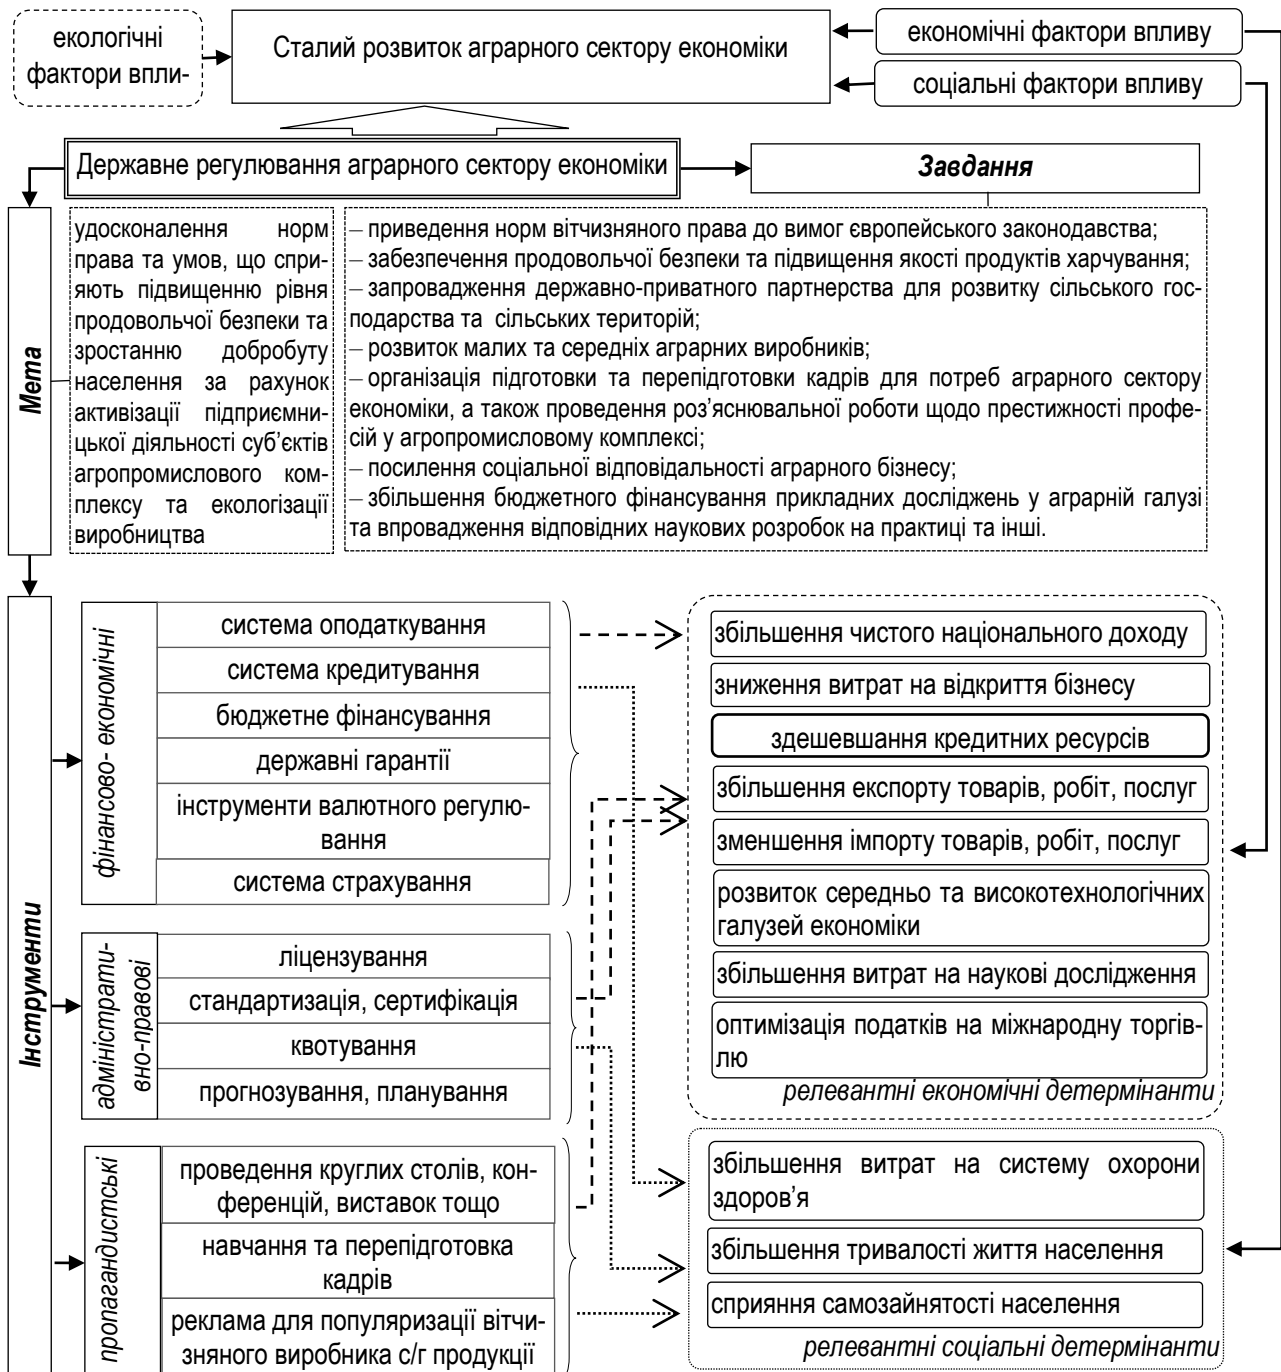 екологічні
фактори впли-
Сталий розвиток аграрного сектору економіки
економічні фактори впливу
соціальні фактори впливу
Державне регулювання аграрного сектору економіки
Завдання
Мета
удосконалення норм
права та умов, що спри-
яють підвищенню рівня
продовольчої безпеки та
зростанню добробуту
населення за рахунок
активізації підприємни-
цької діяльності суб’єктів
агропромислового ком-
плексу та екологізації
виробництва
– приведення норм вітчизняного права до вимог європейського законодавства;
– забезпечення продовольчої безпеки та підвищення якості продуктів харчування;
– запровадження державно-приватного партнерства для розвитку сільського гос-
подарства та сільських територій;
– розвиток малих та середніх аграрних виробників;
– організація підготовки та перепідготовки кадрів для потреб аграрного сектору
економіки, а також проведення роз’яснювальної роботи щодо престижності профе-
сій у агропромисловому комплексі;
– посилення соціальної відповідальності аграрного бізнесу;
– збільшення бюджетного фінансування прикладних досліджень у аграрній галузі
та впровадження відповідних наукових розробок на практиці та інші.
Інструменти
фінансово- економічні
система оподаткування
система кредитування
бюджетне фінансування
державні гарантії
інструменти валютного регулю-
вання
система страхування
адміністрати-
вно-правові
ліцензування
стандартизація, сертифікація
квотування
прогнозування, планування
пропагандистські
проведення круглих столів, кон-
ференцій, виставок тощо
навчання та перепідготовка
кадрів
реклама для популяризації вітчи-
зняного виробника с/г продукції
збільшення чистого національного доходу
зниження витрат на відкриття бізнесу
здешевшання кредитних ресурсів
збільшення експорту товарів, робіт, послуг
зменшення імпорту товарів, робіт, послуг
розвиток середньо та високотехнологічних
галузей економіки
збільшення витрат на наукові дослідження
оптимізація податків на міжнародну торгів-
лю
релевантні економічні детермінанти
збільшення витрат на систему охорони
здоров’я
збільшення тривалості життя населення
сприяння самозайнятості населення
релевантні соціальні детермінанти